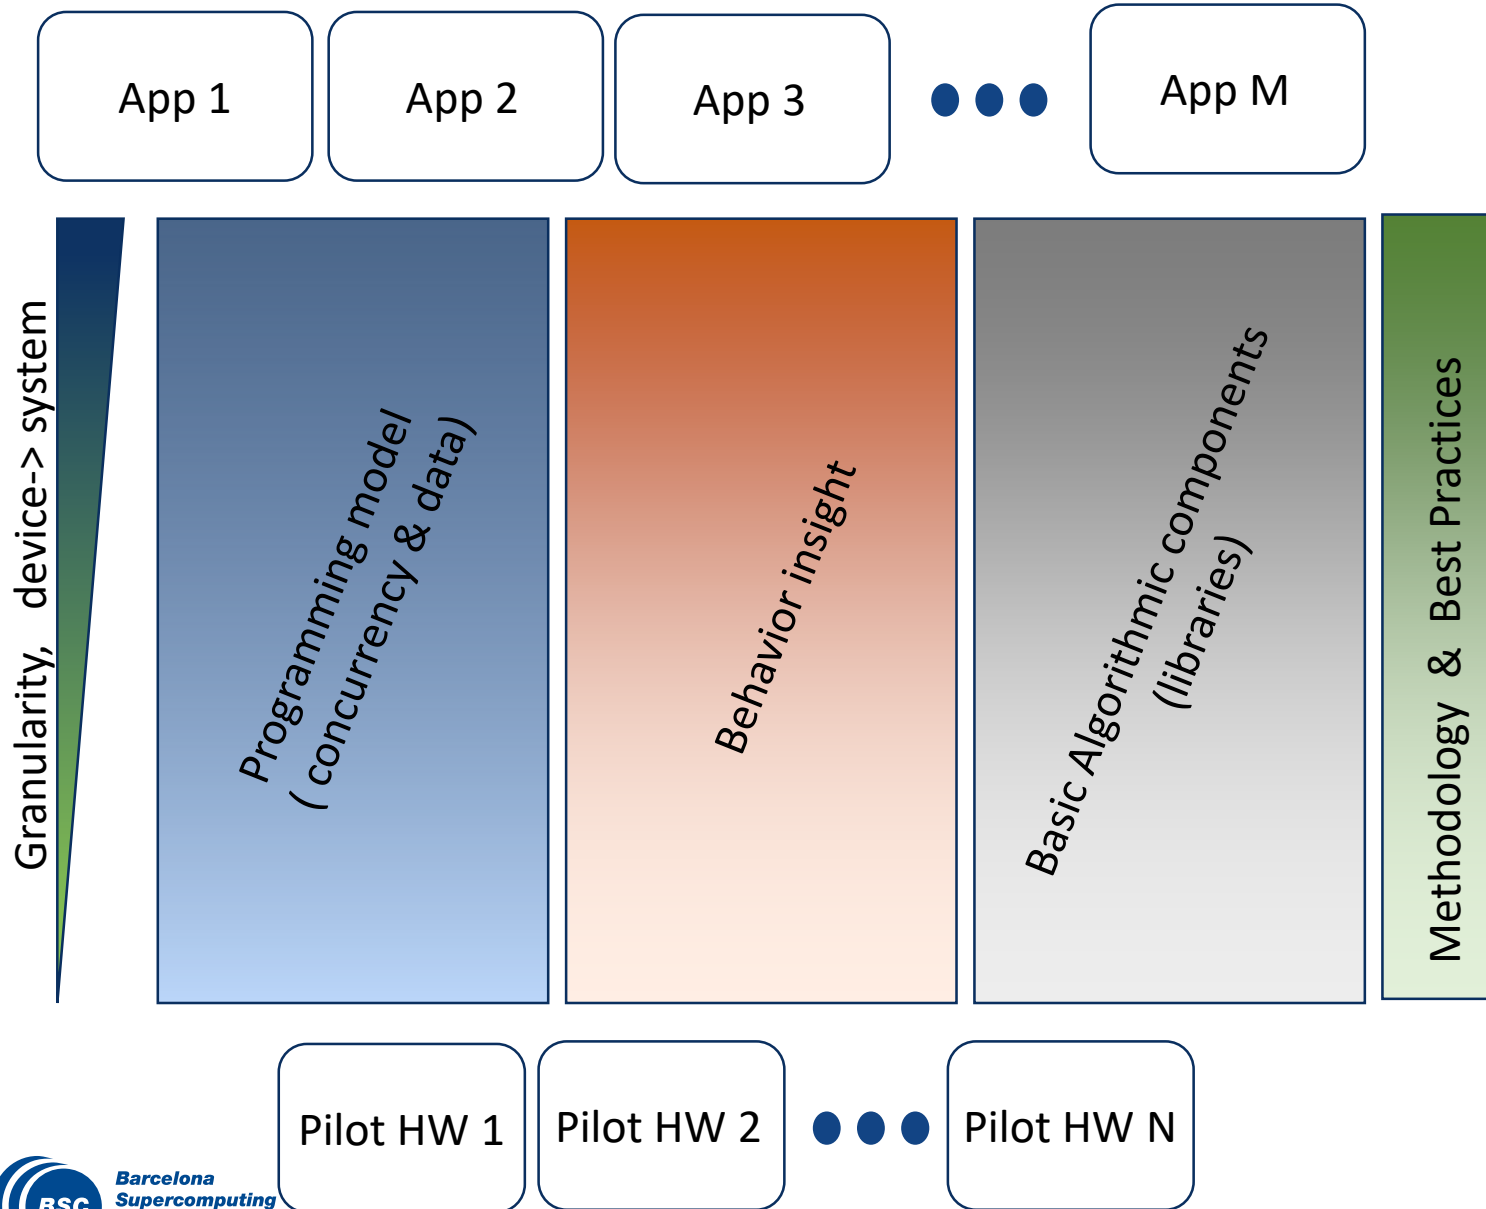 App 1
App 2
App 3
App M
Granularity, device-> system
Programming model
( concurrency & data)
Behavior insight
Basic Algorithmic components
(libraries)
Methodology & Best Practices
Pilot HW 1
Pilot HW 2
Pilot HW N
BSC
Barcelona
Supercomputing